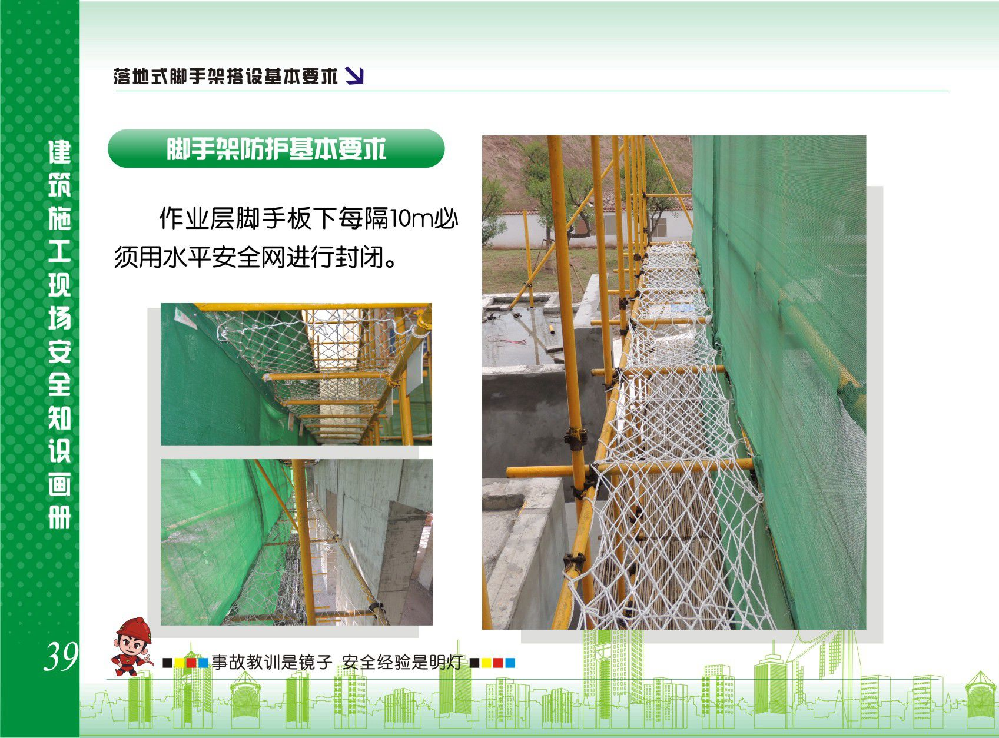 落地式脚手架搭设基本要求
建筑施工现场安全知识画册
脚手架防护基本要求
作业层脚手板下每隔10m必
须用水平安全网进行封闭。
39
事故教训是镜子 安全经验是明灯